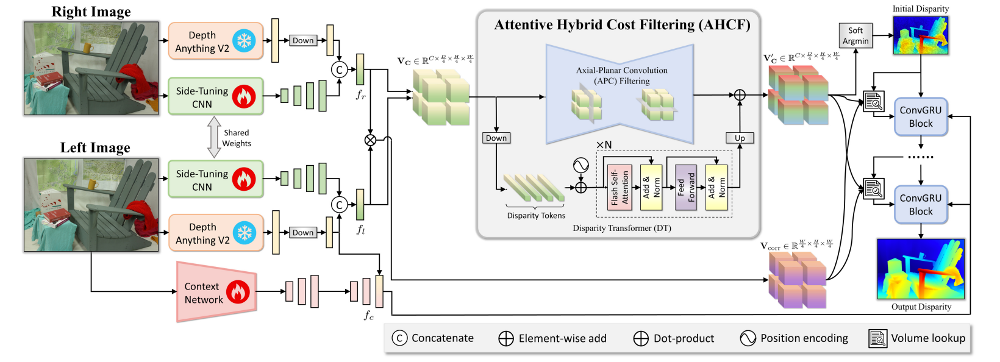 Right Image
Depth
Anything V2
Down
Side-Tuning
CNN
C
f_r
Shared
Weights
Left Image
Side-Tuning
CNN
C
Depth
Anything V2
Down
f_l
Context
Network
f_c
V_C ∈ ℝ^{C×D/4×H/4×W/4}
Attentive Hybrid Cost Filtering (AHCF)
Axial-Planar Convolution
(APC) Filtering
Down
Up
×N
Flash Self-
Attention
Add &
Norm
Feed
Forward
Add &
Norm
Disparity Tokens
Disparity Transformer (DT)
V′_C ∈ ℝ^{C×D/4×H/4×W/4}
Soft
Argmin
Initial Disparity
ConvGRU
Block
......
ConvGRU
Block
V_corr ∈ ℝ^{W/4×H/4×W/4}
Output Disparity
C Concatenate
Element-wise add
Dot-product
Position encoding
Volume lookup